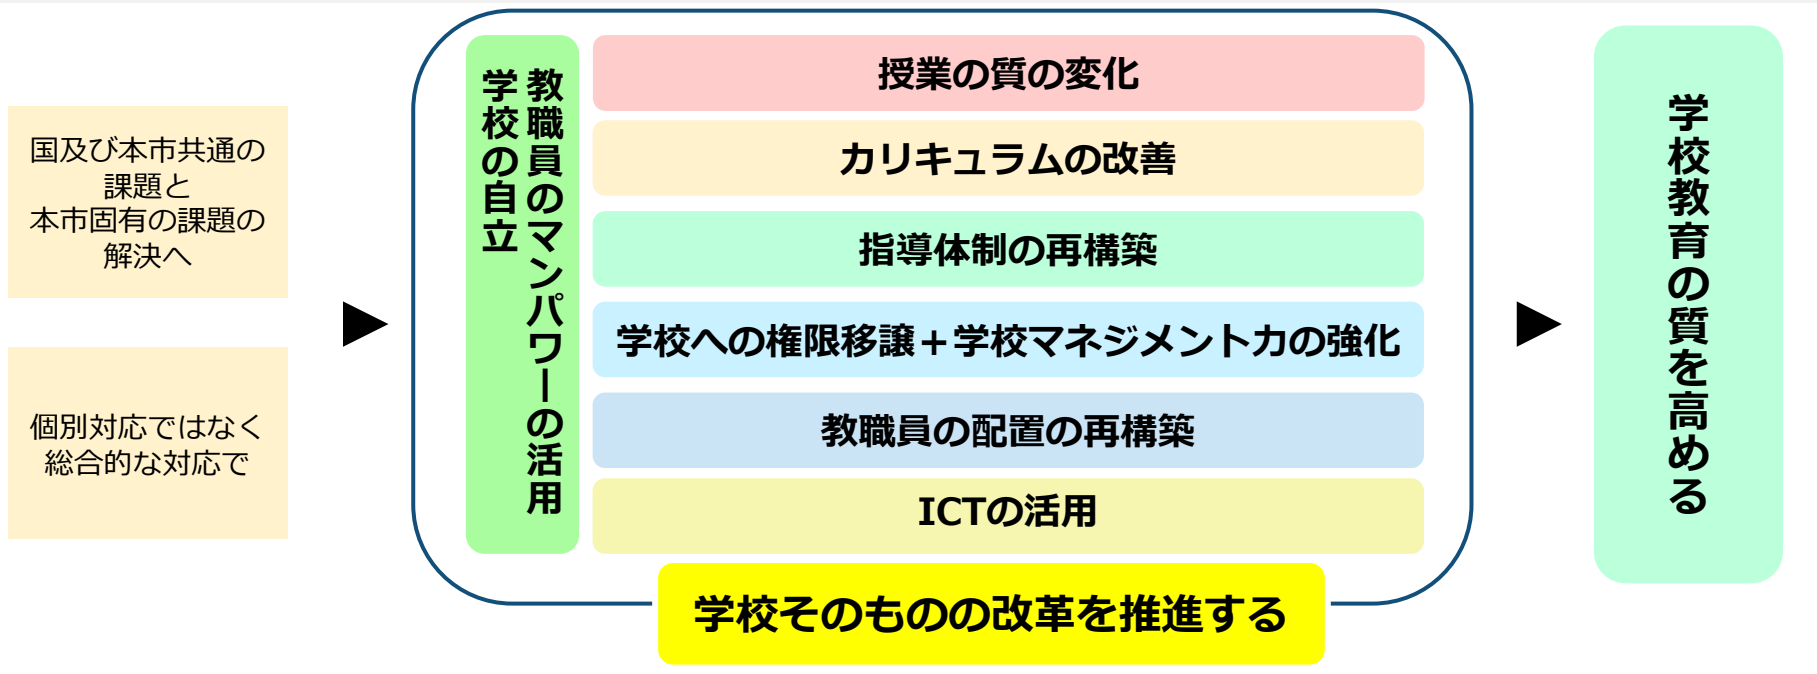 国及び本市共通の
課題と
本市固有の課題の
解決へ
個別対応ではなく
総合的な対応で
教職員のマンパワーの活用
学校の自立
授業の質の変化
カリキュラムの改善
指導体制の再構築
学校への権限移譲＋学校マネジメント力の強化
教職員の配置の再構築
ICTの活用
学校そのものの改革を推進する
学校教育の質を高める